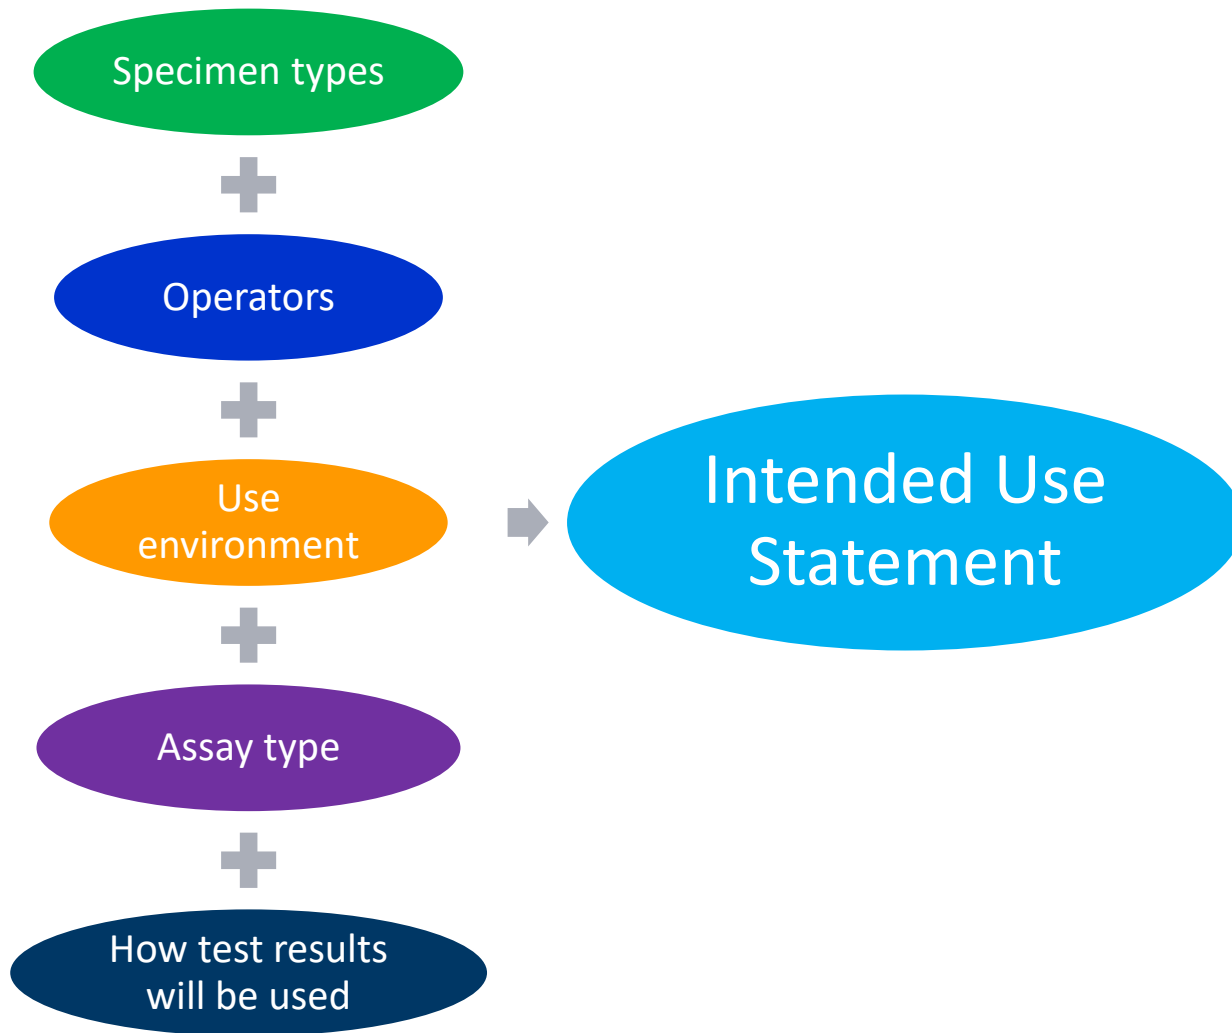 Specimen types
Operators
Use
environment
Assay type
How test results
will be used
Intended Use
Statement